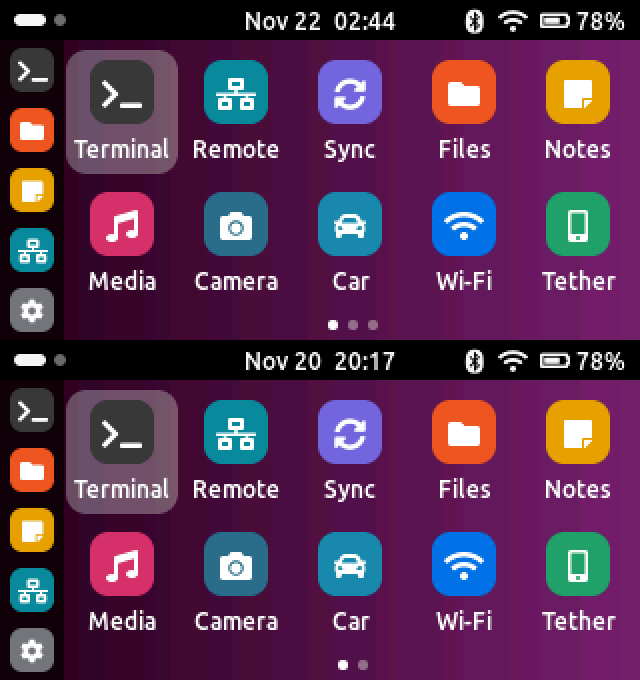 Nov 22 02:44 78%
Terminal Remote Sync Files Notes
Media Camera Car Wi-Fi Tether
Nov 20 20:17 78%
Terminal Remote Sync Files Notes
Media Camera Car Wi-Fi Tether